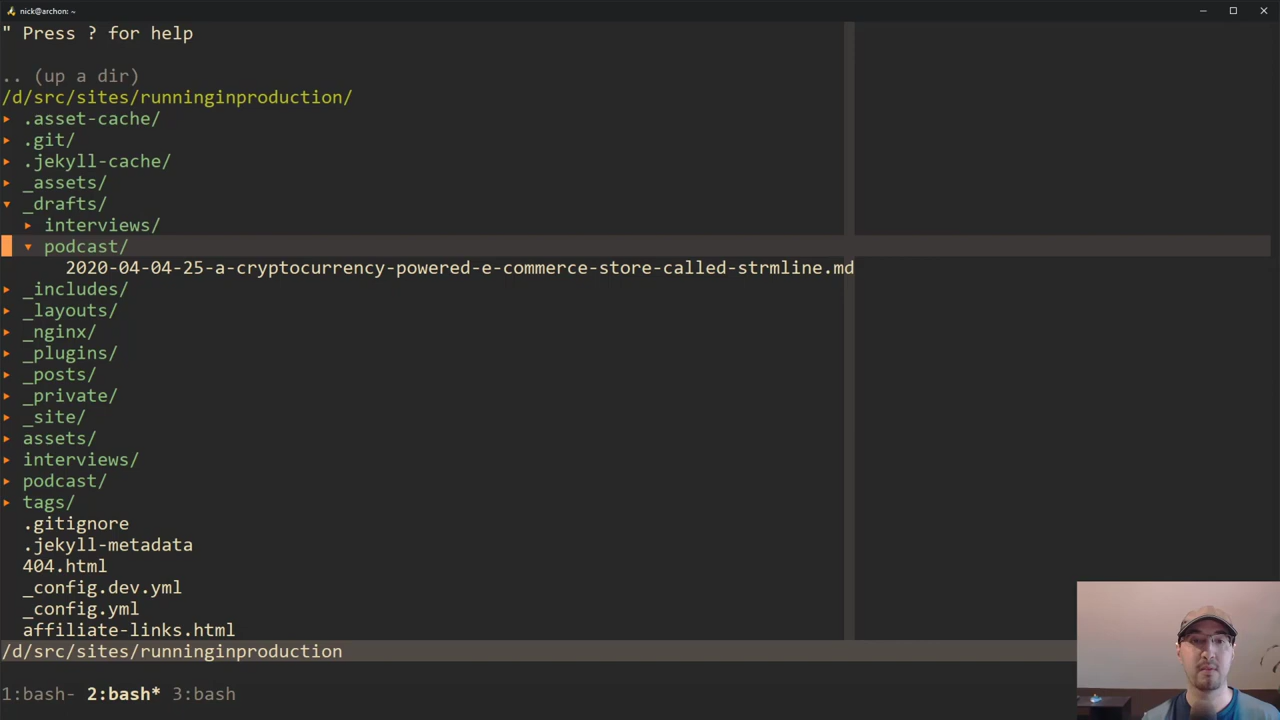 nick@archon: ~
" Press ? for help
.. (up a dir)
/d/src/sites/runninginproduction/
▸ .asset-cache/
▸ .git/
▸ .jekyll-cache/
▸ _assets/
▾ _drafts/
▸ interviews/
▾ podcast/
2020-04-04-25-a-cryptocurrency-powered-e-commerce-store-called-strmline.md
▸ _includes/
▸ _layouts/
▸ _nginx/
▸ _plugins/
▸ _posts/
▸ _private/
▸ _site/
▸ assets/
▸ interviews/
▸ podcast/
▸ tags/
.gitignore
.jekyll-metadata
404.html
_config.dev.yml
_config.yml
affiliate-links.html
/d/src/sites/runninginproduction
1:bash- 2:bash* 3:bash